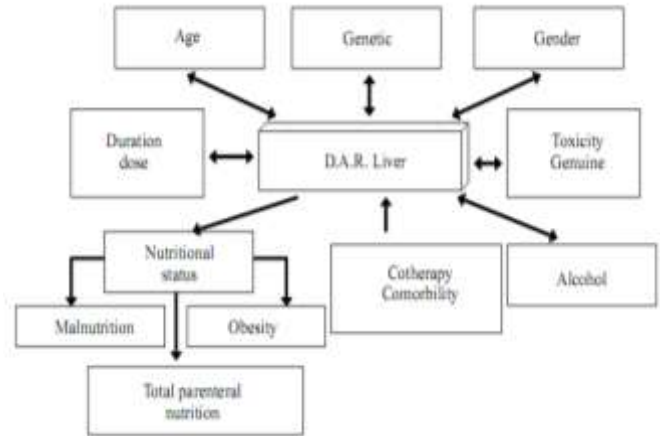 Age
Genetic
Gender
Duration
dose
D.A.R. Liver
Toxicity
Genuine
Nutritional
status
Cotherapy
Comorbility
Alcohol
Malnutrition
Obesity
Total parenteral
nutrition